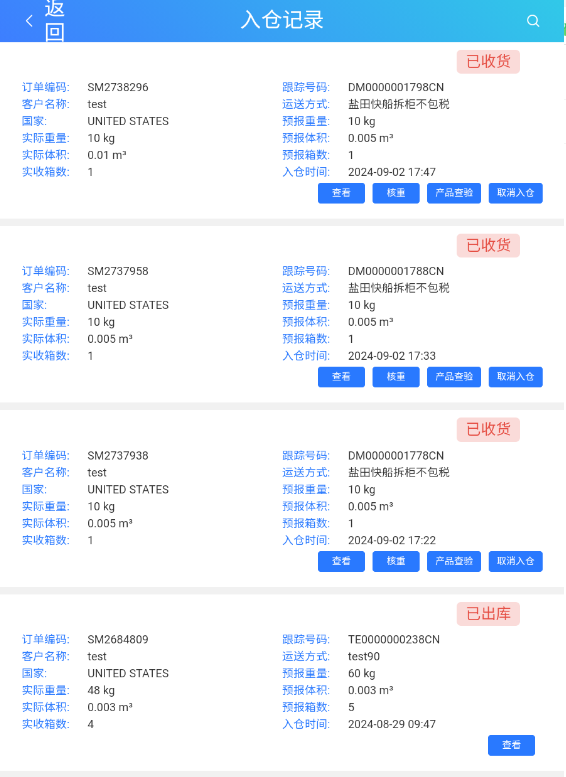 返回
入仓记录
已收货
订单编码: SM2738296 跟踪号码: DM0000001798CN
客户名称: test 运送方式: 盐田快船拆柜不包税
国家: UNITED STATES 预报重量: 10 kg
实际重量: 10 kg 预报体积: 0.005 m³
实际体积: 0.01 m³ 预报箱数: 1
实收箱数: 1 入仓时间: 2024-09-02 17:47
查看 核重 产品查验 取消入仓
已收货
订单编码: SM2737958 跟踪号码: DM0000001788CN
客户名称: test 运送方式: 盐田快船拆柜不包税
国家: UNITED STATES 预报重量: 10 kg
实际重量: 10 kg 预报体积: 0.005 m³
实际体积: 0.005 m³ 预报箱数: 1
实收箱数: 1 入仓时间: 2024-09-02 17:33
查看 核重 产品查验 取消入仓
已收货
订单编码: SM2737938 跟踪号码: DM0000001778CN
客户名称: test 运送方式: 盐田快船拆柜不包税
国家: UNITED STATES 预报重量: 10 kg
实际重量: 10 kg 预报体积: 0.005 m³
实际体积: 0.005 m³ 预报箱数: 1
实收箱数: 1 入仓时间: 2024-09-02 17:22
查看 核重 产品查验 取消入仓
已出库
订单编码: SM2684809 跟踪号码: TE0000000238CN
客户名称: test 运送方式: test90
国家: UNITED STATES 预报重量: 60 kg
实际重量: 48 kg 预报体积: 0.003 m³
实际体积: 0.003 m³ 预报箱数: 5
实收箱数: 4 入仓时间: 2024-08-29 09:47
查看